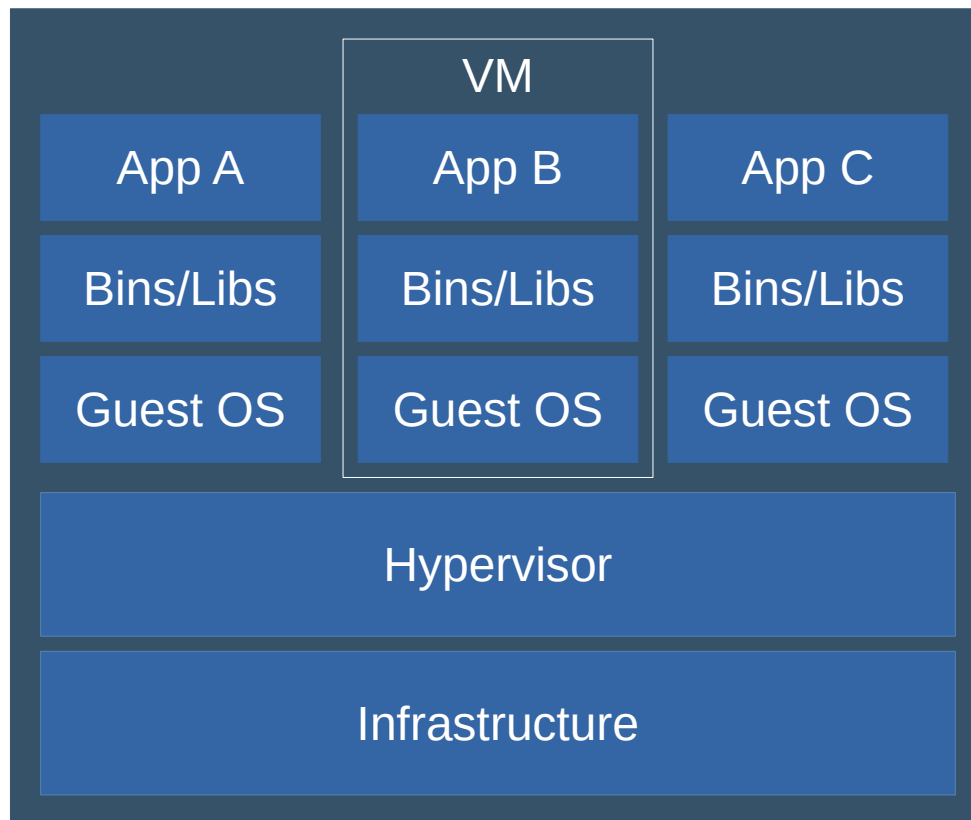 VM
App A
App B
App C
Bins/Libs
Bins/Libs
Bins/Libs
Guest OS
Guest OS
Guest OS
Hypervisor
Infrastructure